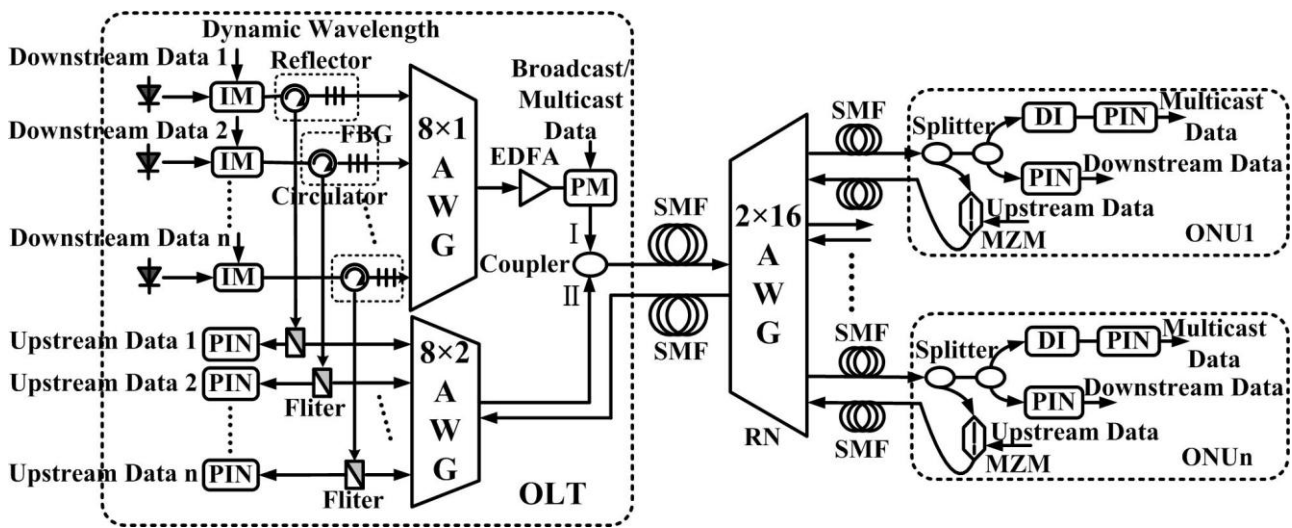 Dynamic Wavelength
Reflector
Downstream Data 1
IM
Downstream Data 2
IM
FBG
Circulator
Downstream Data n
IM
8×1
A
W
G
EDFA
Broadcast/
Multicast
Data
PM
I
Coupler
II
Upstream Data 1
PIN
Upstream Data 2
PIN
Fliter
Upstream Data n
PIN
Fliter
8×2
A
W
G
OLT
SMF
SMF
2×16
A
W
G
RN
SMF
Splitter
DI
PIN
Multicast
Data
Downstream Data
PIN
Upstream Data
MZM
ONU1
SMF
SMF
Splitter
DI
PIN
Multicast
Data
Downstream Data
PIN
Upstream Data
MZM
ONUn